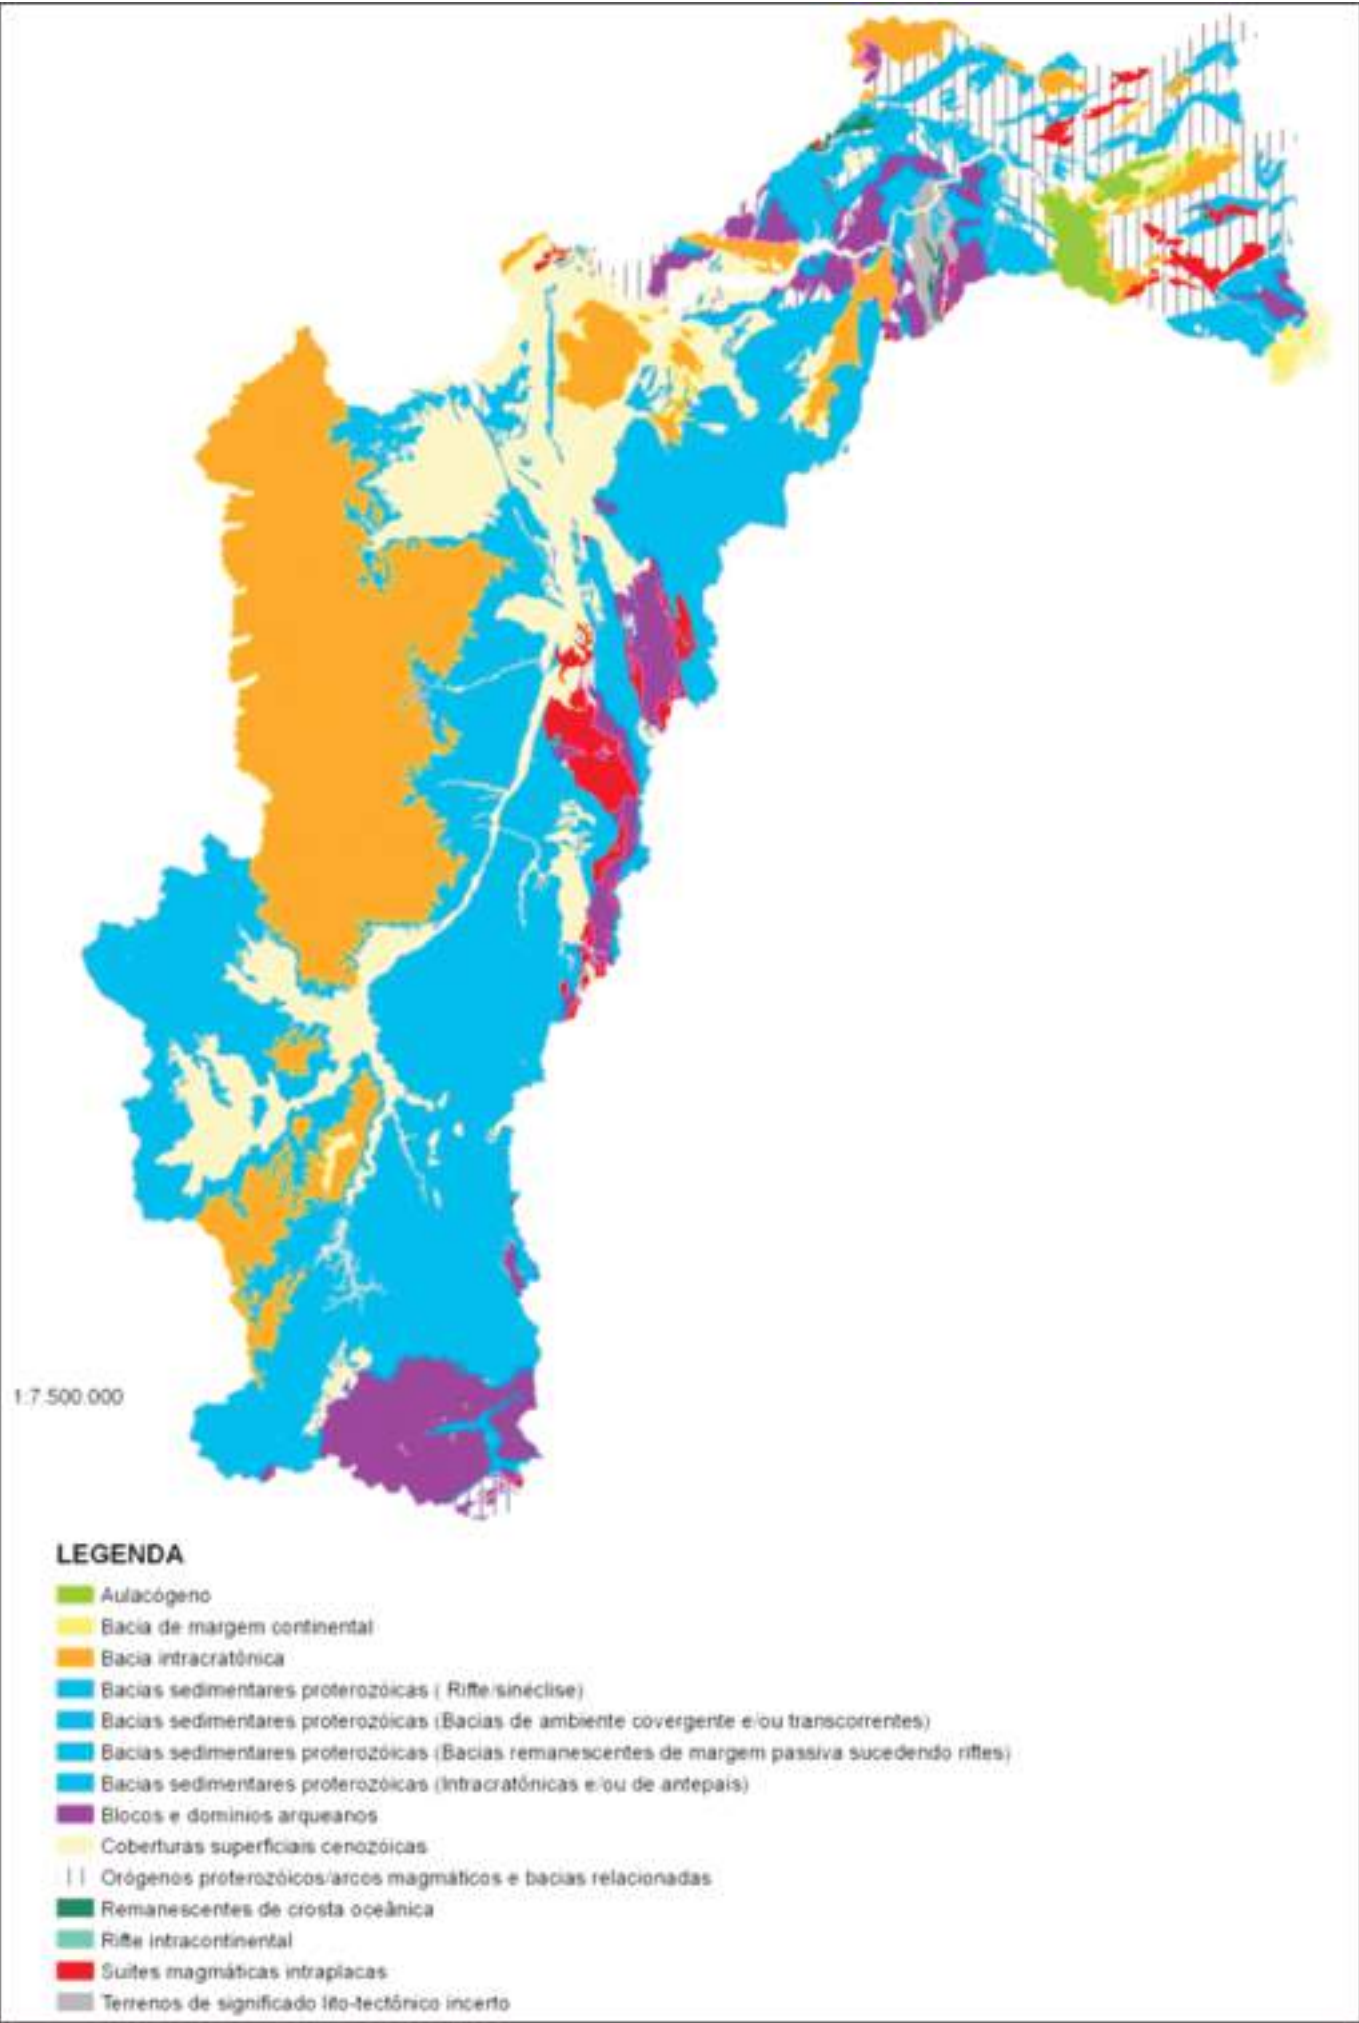 1:7.500.000
LEGENDA
Aulacógeno
Bacia de margem continental
Bacia intracratônica
Bacias sedimentares proterozóicas ( Rifte/sinéclise)
Bacias sedimentares proterozóicas (Bacias de ambiente covergente e/ou transcorrentes)
Bacias sedimentares proterozóicas (Bacias remanescentes de margem passiva sucedendo riftes)
Bacias sedimentares proterozóicas (Intracratônicas e/ou de antepaís)
Blocos e domínios arqueanos
Coberturas superficiais cenozóicas
Orógenos proterozóicos/arcos magmáticos e bacias relacionadas
Remanescentes de crosta oceânica
Rifte intracontinental
Suítes magmáticas intraplacas
Terrenos de significado lito-tectônico incerto